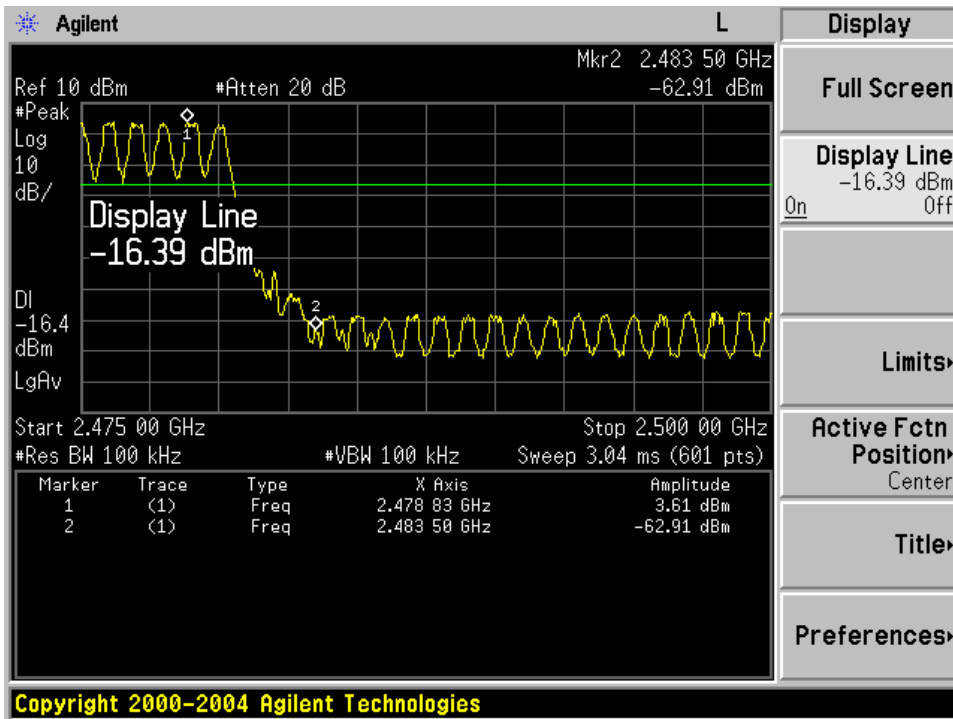 Agilent L
Mkr2 2.483 50 GHz
Ref 10 dBm #Atten 20 dB -62.91 dBm
#Peak
Log
10
dB/
1
Display Line
-16.39 dBm
2
DI
-16.4
dBm
LgAv
Start 2.475 00 GHz Stop 2.500 00 GHz
#Res BW 100 kHz #VBW 100 kHz Sweep 3.04 ms (601 pts)
Marker Trace Type X Axis Amplitude
1 (1) Freq 2.478 83 GHz 3.61 dBm
2 (1) Freq 2.483 50 GHz -62.91 dBm
Copyright 2000-2004 Agilent Technologies
Display
Full Screen
Display Line
-16.39 dBm
On Off
Limits
Active Fctn
Position
Center
Title
Preferences